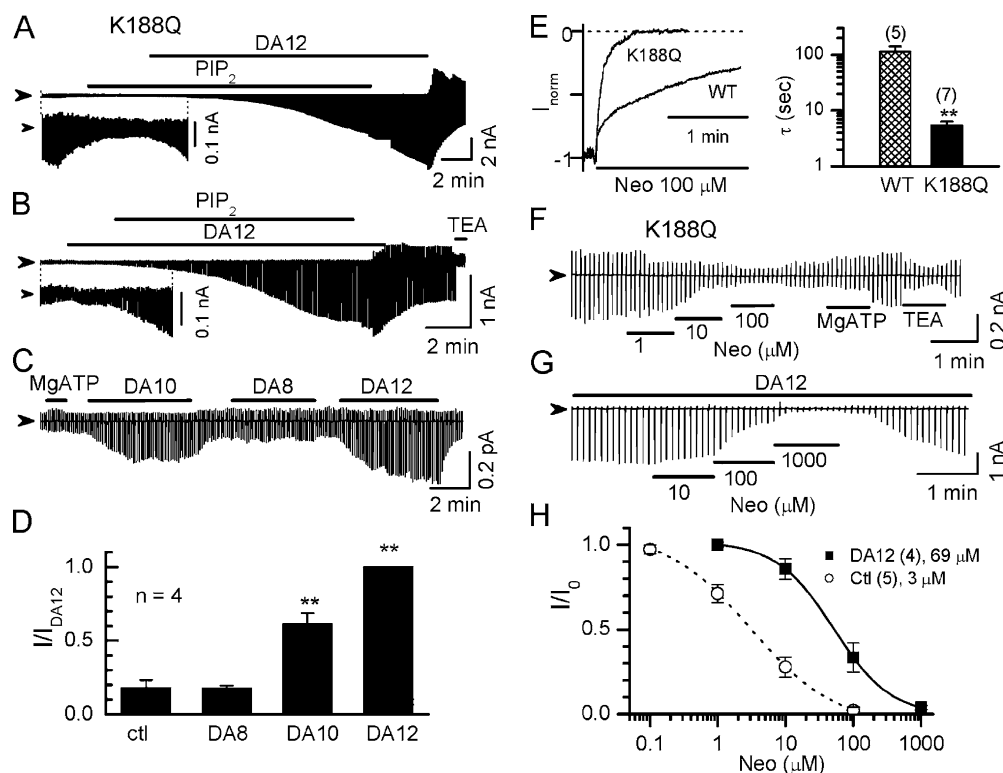 A
K188Q
DA12
PIP₂
0.1 nA
2 min
2 nA
B
PIP₂
TEA
DA12
0.1 nA
2 min
1 nA
C
MgATP
DA10
DA8
DA12
2 min
0.2 pA
D
I/I_DA12
1.0
0.5
0.0
n = 4
**
**
ctl
DA8
DA10
DA12
E
I_norm
0
-1
K188Q
WT
1 min
Neo 100 μM
τ (sec)
100
10
1
(5)
(7)
**
WT
K188Q
F
K188Q
1
10
100
Neo (μM)
MgATP
TEA
1 min
0.2 nA
G
DA12
10
100
1000
Neo (μM)
1 min
1 nA
H
I/I₀
1.0
0.5
0.0
DA12 (4), 69 μM
Ctl (5), 3 μM
0.1
1
10
100
1000
Neo (μM)